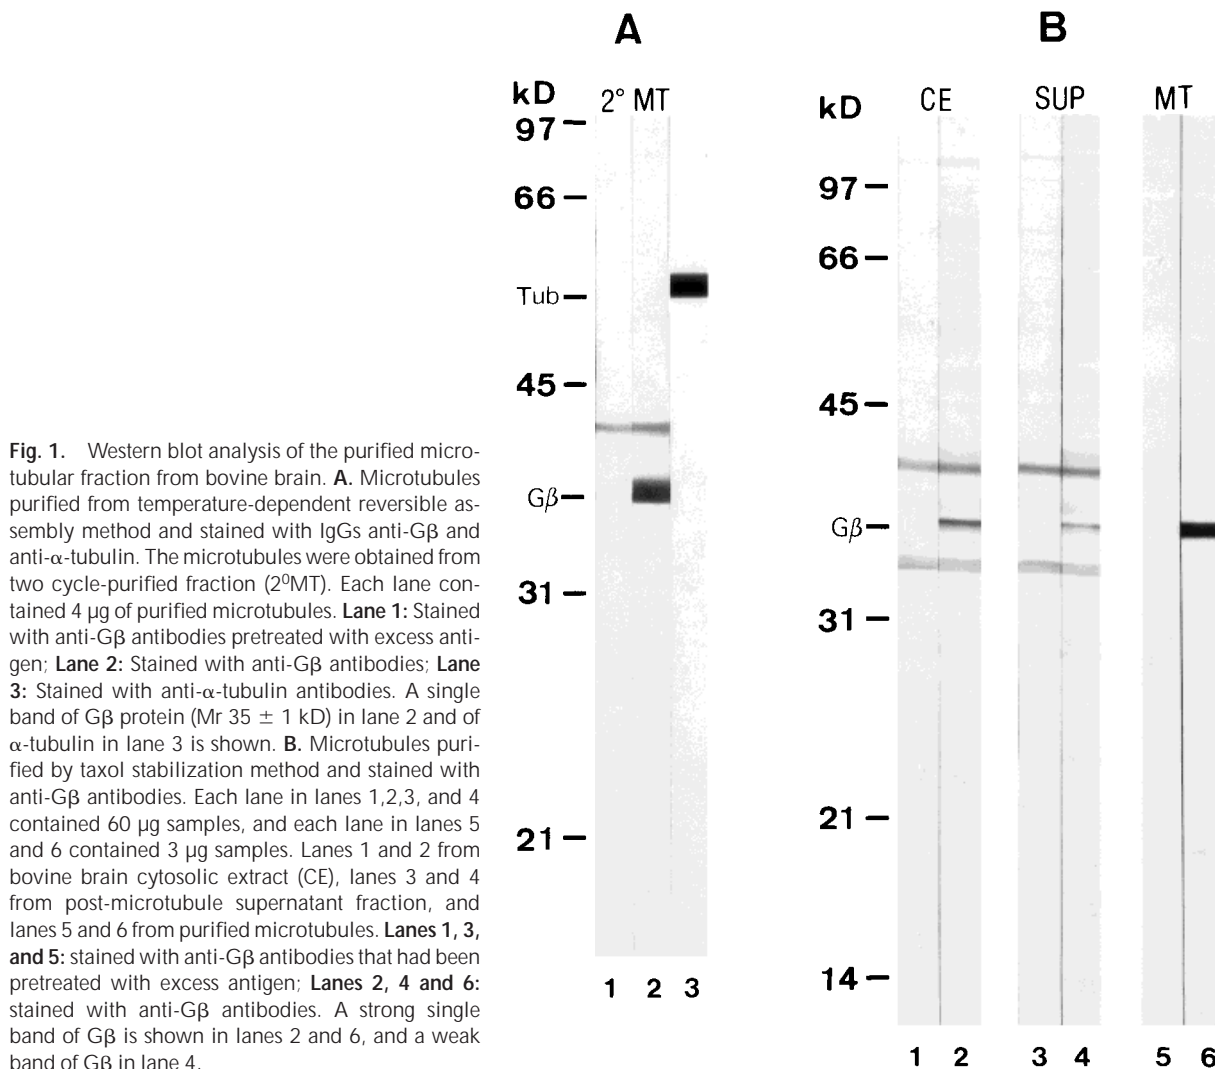 Fig. 1. Western blot analysis of the purified micro-
tubular fraction from bovine brain. A. Microtubules
purified from temperature-dependent reversible as-
sembly method and stained with IgGs anti-Gβ and
anti-α-tubulin. The microtubules were obtained from
two cycle-purified fraction (2⁰MT). Each lane con-
tained 4 µg of purified microtubules. Lane 1: Stained
with anti-Gβ antibodies pretreated with excess anti-
gen; Lane 2: Stained with anti-Gβ antibodies; Lane
3: Stained with anti-α-tubulin antibodies. A single
band of Gβ protein (Mr 35 ± 1 kD) in lane 2 and of
α-tubulin in lane 3 is shown. B. Microtubules puri-
fied by taxol stabilization method and stained with
anti-Gβ antibodies. Each lane in lanes 1,2,3, and 4
contained 60 µg samples, and each lane in lanes 5
and 6 contained 3 µg samples. Lanes 1 and 2 from
bovine brain cytosolic extract (CE), lanes 3 and 4
from post-microtubule supernatant fraction, and
lanes 5 and 6 from purified microtubules. Lanes 1, 3,
and 5: stained with anti-Gβ antibodies that had been
pretreated with excess antigen; Lanes 2, 4 and 6:
stained with anti-Gβ antibodies. A strong single
band of Gβ is shown in lanes 2 and 6, and a weak
band of Gβ in lane 4.
A
kD 2° MT
97
66
Tub
45
Gβ
31
21
1 2 3
B
kD CE SUP MT
97
66
45
Gβ
31
21
14
1 2 3 4 5 6